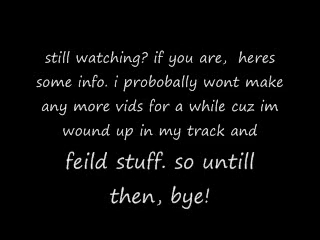 still watching? if you are, heres
some info. i probobally wont make
any more vids for a while cuz im
wound up in my track and
feild stuff. so untill
then, bye!